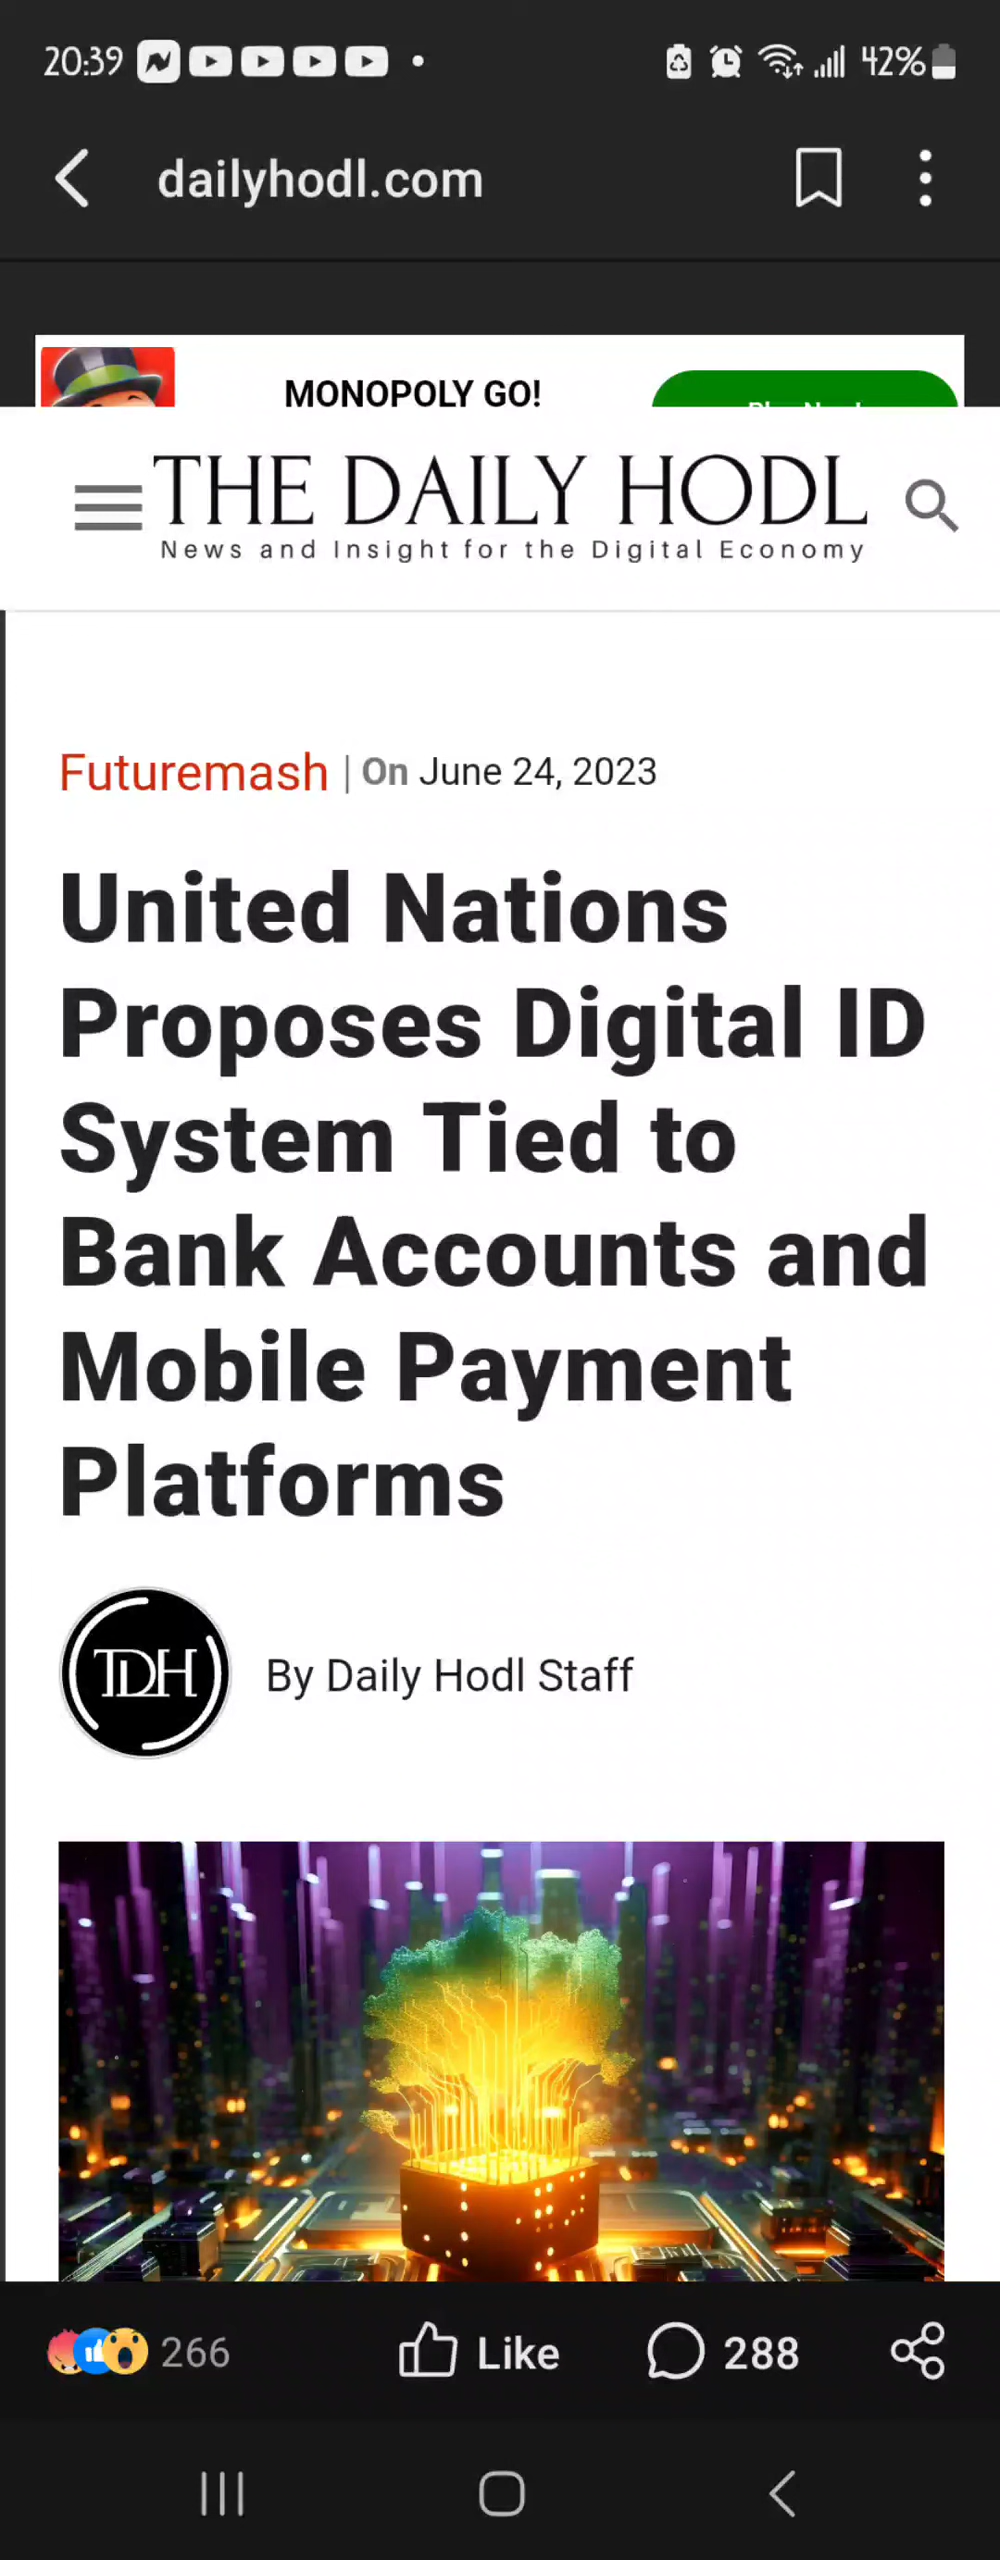 20:39
42%
dailyhodl.com
MONOPOLY GO!
THE DAILY HODL
News and Insight for the Digital Economy
Futuremash | On June 24, 2023
United Nations
Proposes Digital ID
System Tied to
Bank Accounts and
Mobile Payment
Platforms
TDH
By Daily Hodl Staff
266
Like
288